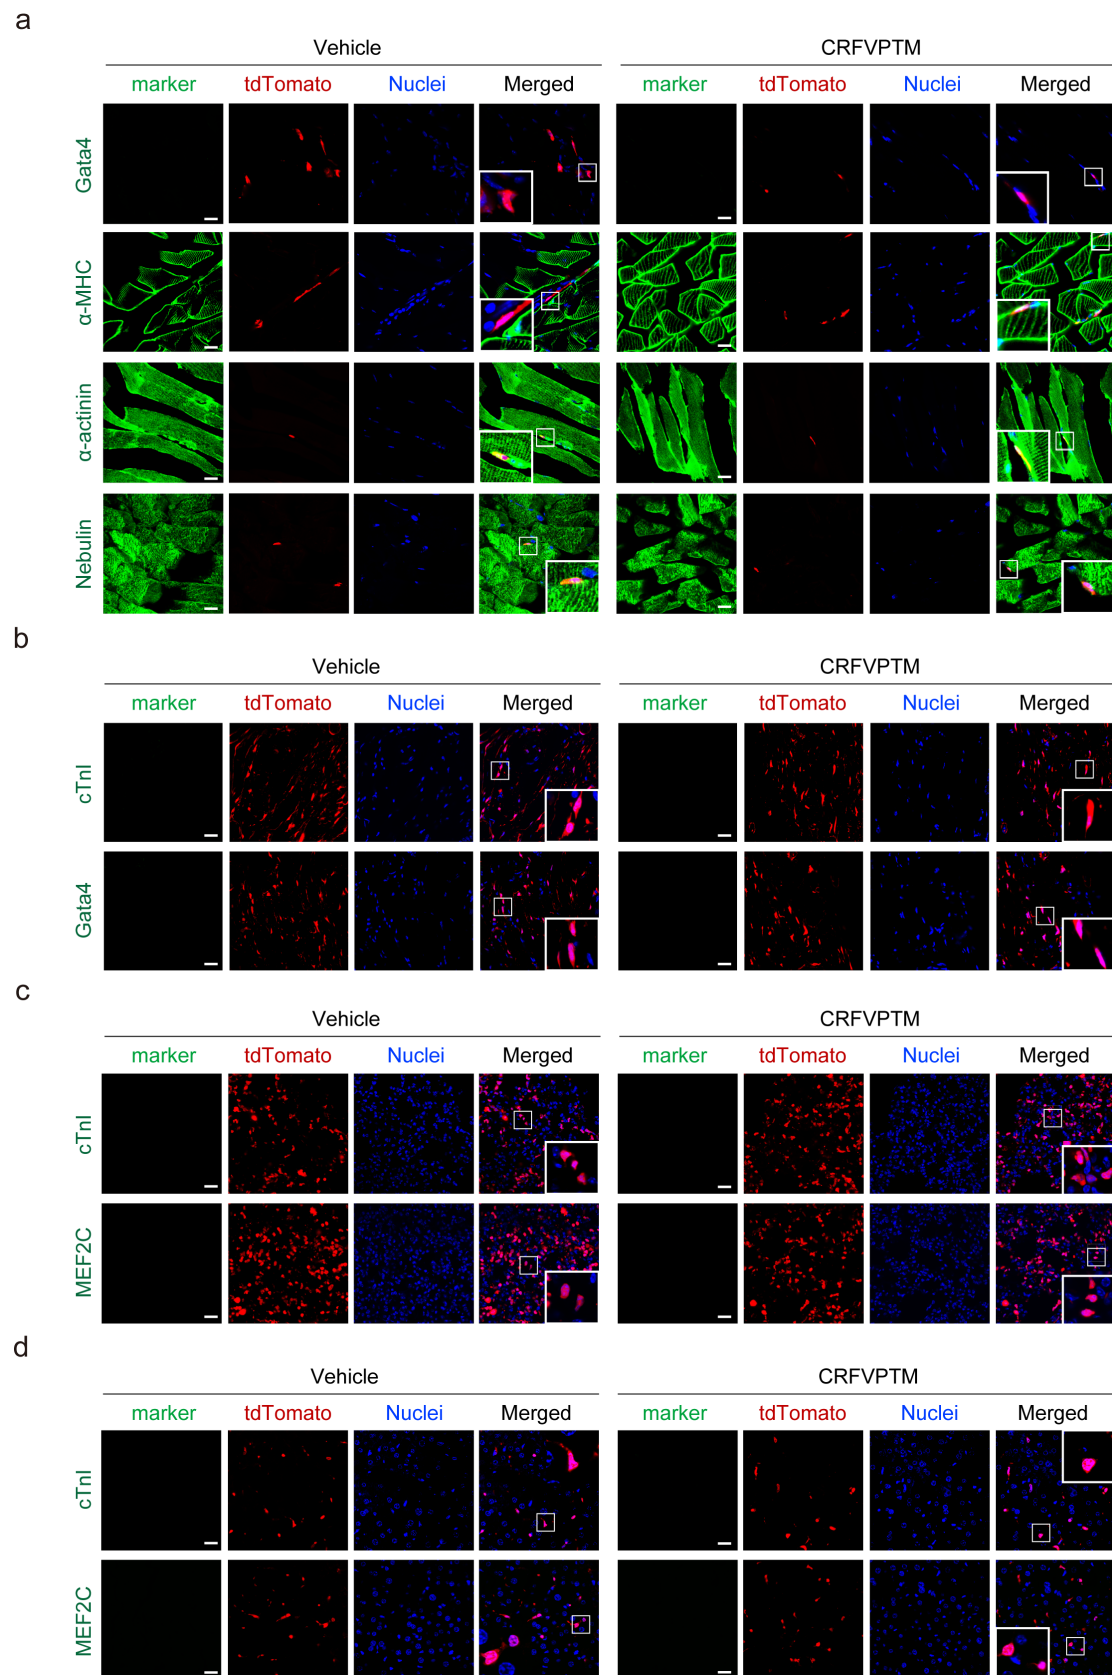 a
Vehicle CRFVPTM
marker tdTomato Nuclei Merged marker tdTomato Nuclei Merged
Gata4
α-MHC
α-actinin
Nebulin
b
Vehicle CRFVPTM
marker tdTomato Nuclei Merged marker tdTomato Nuclei Merged
cTnI
Gata4
c
Vehicle CRFVPTM
marker tdTomato Nuclei Merged marker tdTomato Nuclei Merged
cTnI
MEF2C
d
Vehicle CRFVPTM
marker tdTomato Nuclei Merged marker tdTomato Nuclei Merged
cTnI
MEF2C